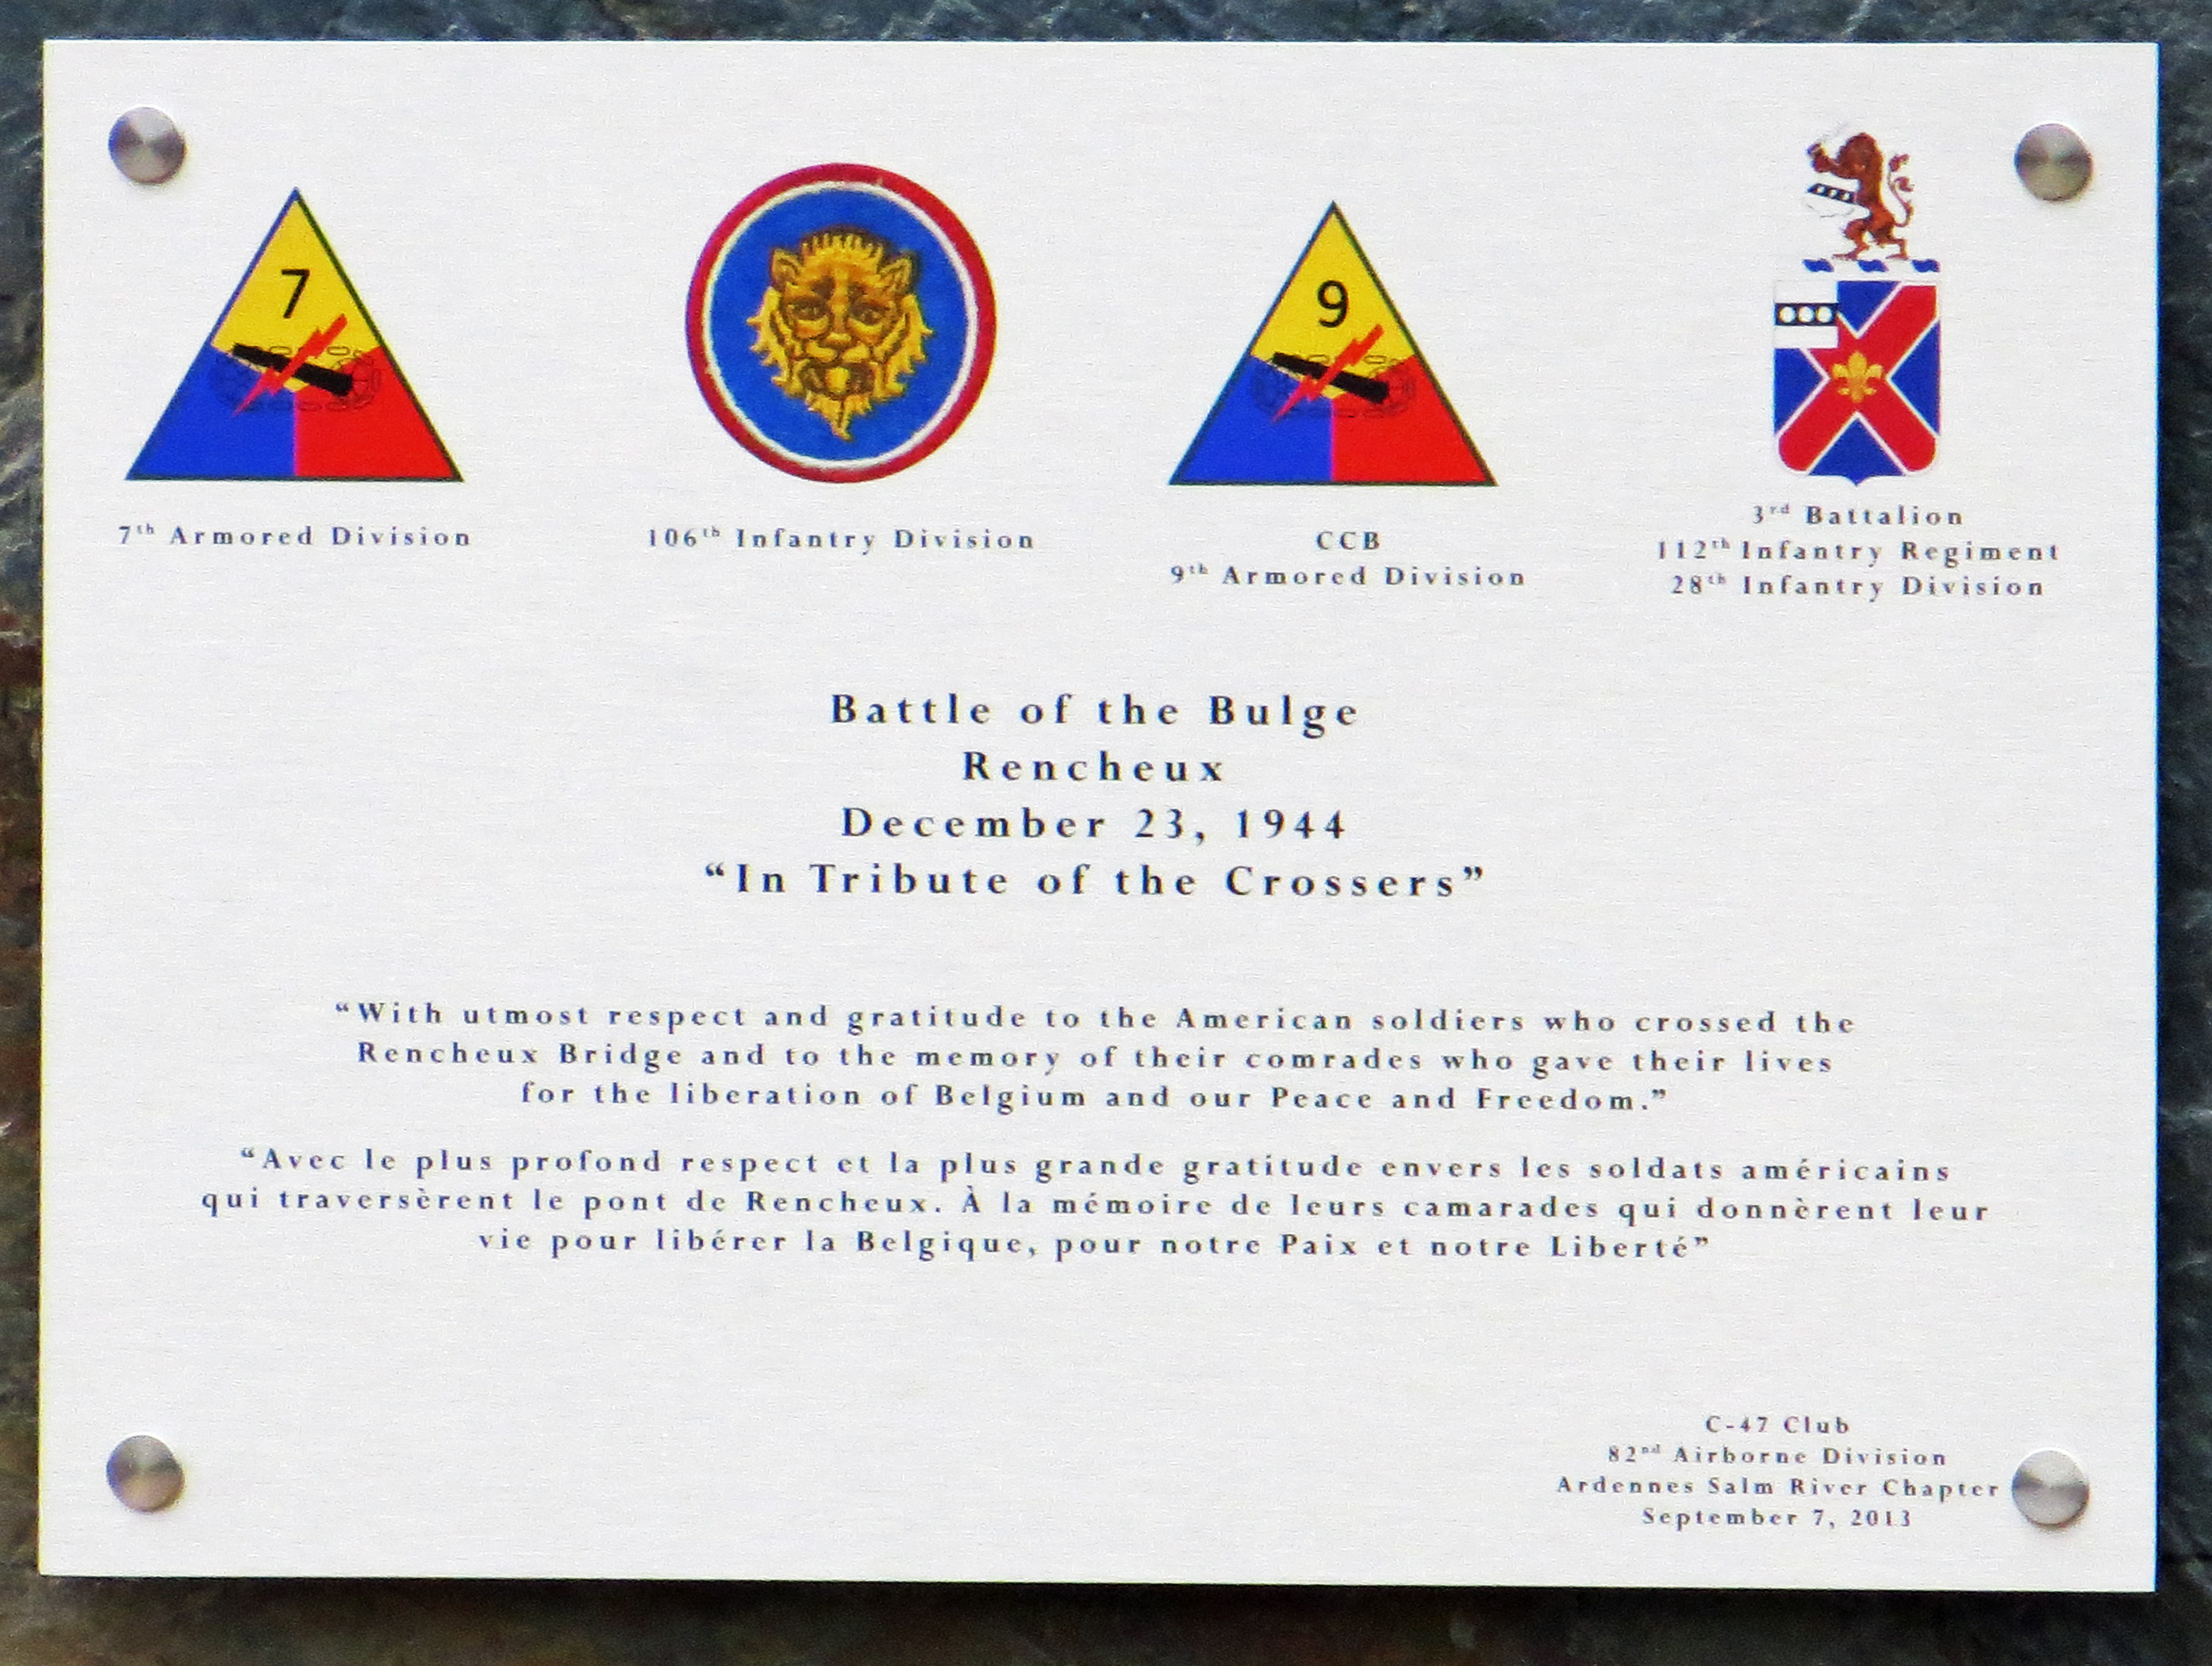 7
9
7th Armored Division
106th Infantry Division
CCB
9th Armored Division
3rd Battalion
112th Infantry Regiment
28th Infantry Division
Battle of the Bulge
Rencheux
December 23, 1944
“In Tribute of the Crossers”
“With utmost respect and gratitude to the American soldiers who crossed the
Rencheux Bridge and to the memory of their comrades who gave their lives
for the liberation of Belgium and our Peace and Freedom.”
“Avec le plus profond respect et la plus grande gratitude envers les soldats américains
qui traversèrent le pont de Rencheux. À la mémoire de leurs camarades qui donnèrent leur
vie pour libérer la Belgique, pour notre Paix et notre Liberté”
C-47 Club
82nd Airborne Division
Ardennes Salm River Chapter
September 7, 2013